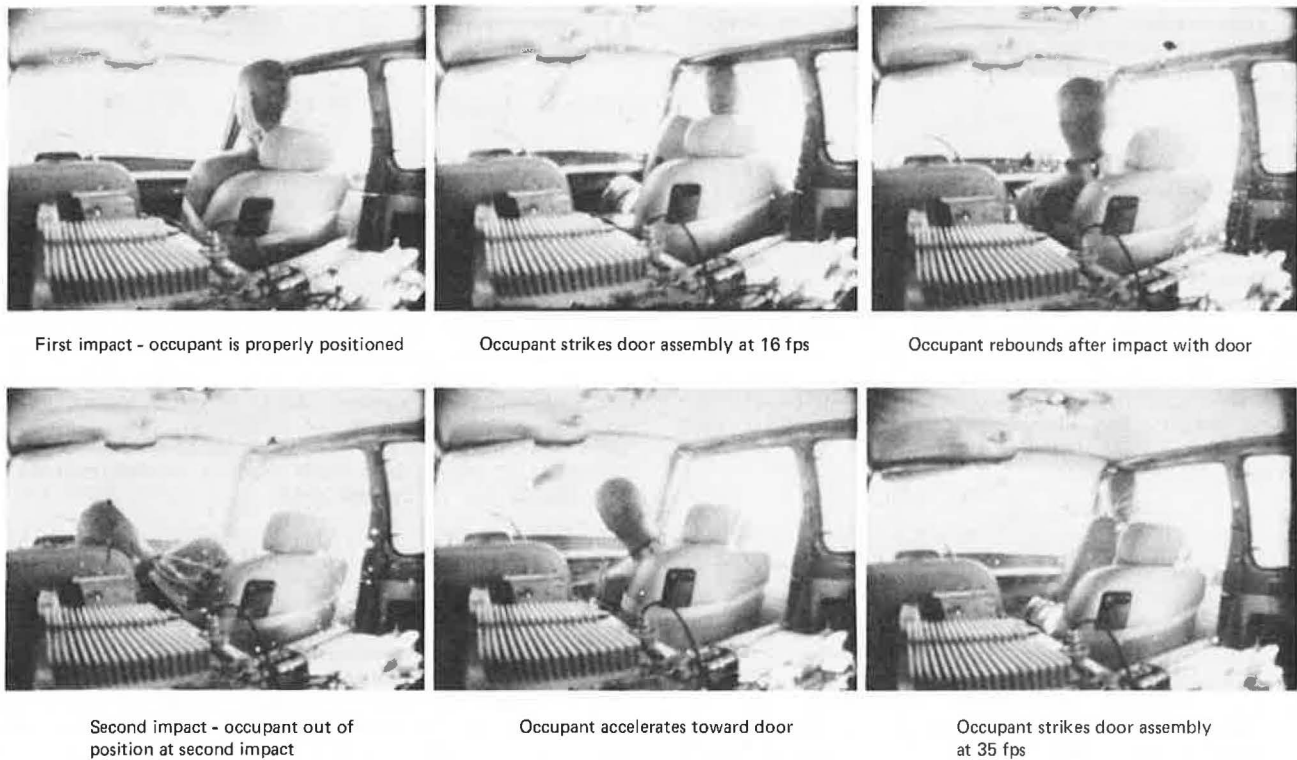 First impact - occupant is properly positioned
Occupant strikes door assembly at 16 fps
Occupant rebounds after impact with door
Second impact - occupant out of
position at second impact
Occupant accelerates toward door
Occupant strikes door assembly
at 35 fps